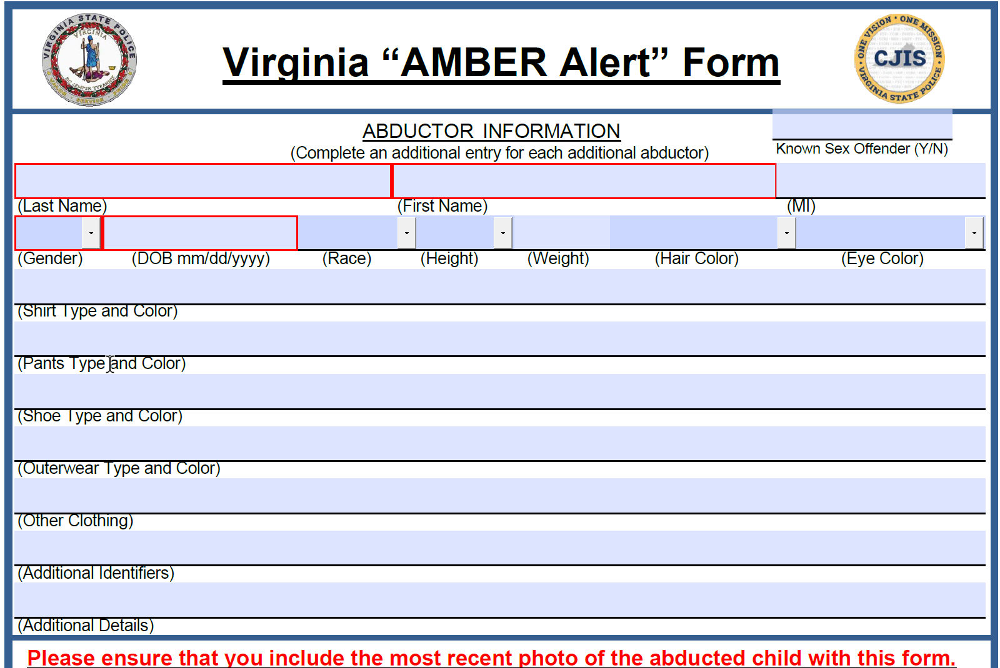 VIRGINIA STATE POLICE
VIRGINIA
SIC SEMPER TYRANNIS
VALOR • SERVICE • PRIDE
Virginia “AMBER Alert” Form
ONE VISION • ONE MISSION
CJIS
VIRGINIA STATE POLICE
ABDUCTOR INFORMATION
(Complete an additional entry for each additional abductor)
Known Sex Offender (Y/N)
(Last Name) (First Name) (MI)
(Gender) (DOB mm/dd/yyyy) (Race) (Height) (Weight) (Hair Color) (Eye Color)
(Shirt Type and Color)
(Pants Type and Color)
(Shoe Type and Color)
(Outerwear Type and Color)
(Other Clothing)
(Additional Identifiers)
(Additional Details)
Please ensure that you include the most recent photo of the abducted child with this form.